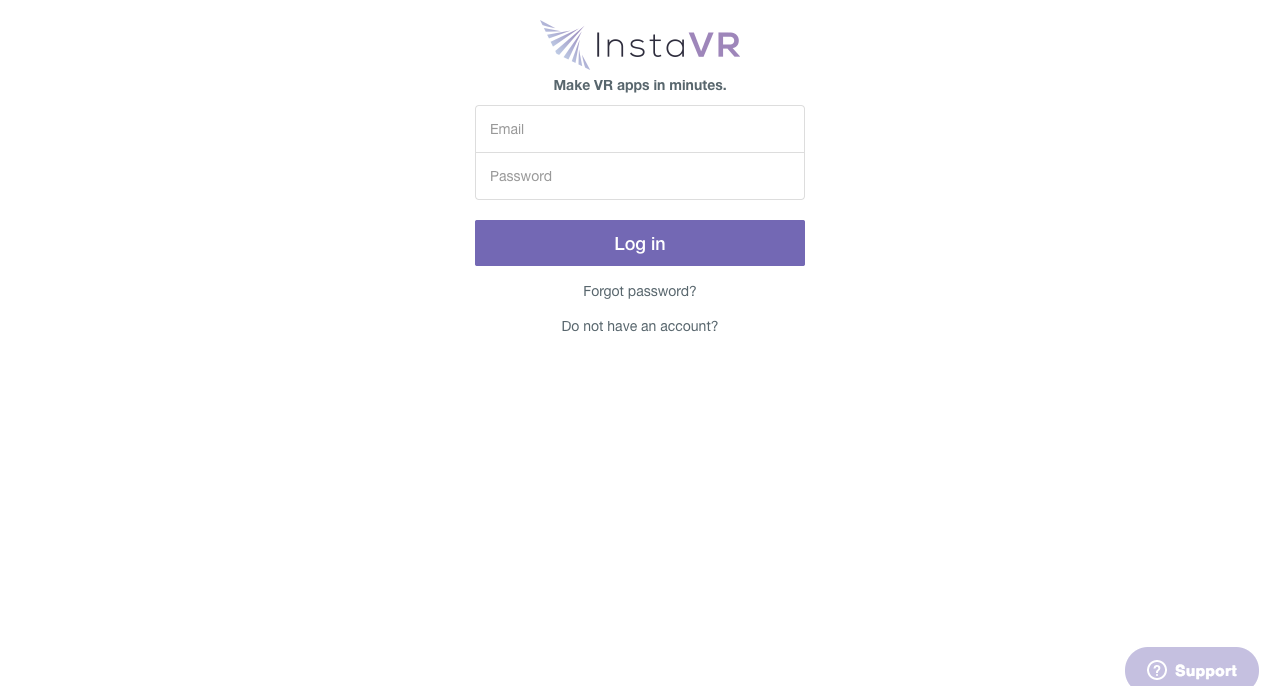 InstaVR
Make VR apps in minutes.
Email
Password
Log in
Forgot password?
Do not have an account?
Support